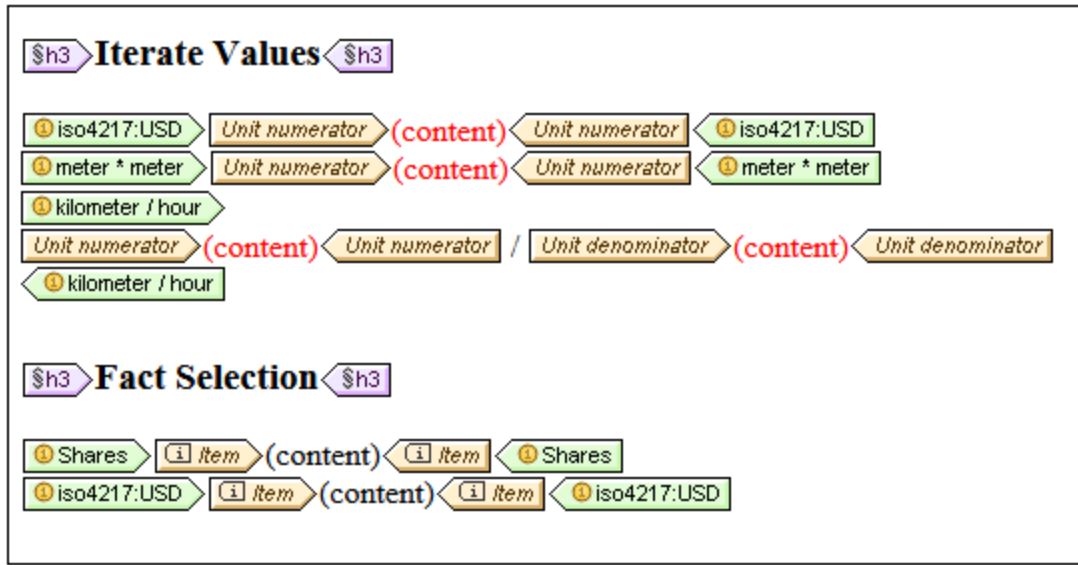 §h3 Iterate Values §h3
iso4217:USD Unit numerator (content) Unit numerator iso4217:USD
meter * meter Unit numerator (content) Unit numerator meter * meter
kilometer / hour
Unit numerator (content) Unit numerator / Unit denominator (content) Unit denominator
kilometer / hour
§h3 Fact Selection §h3
Shares i Item (content) i Item Shares
iso4217:USD i Item (content) i Item iso4217:USD